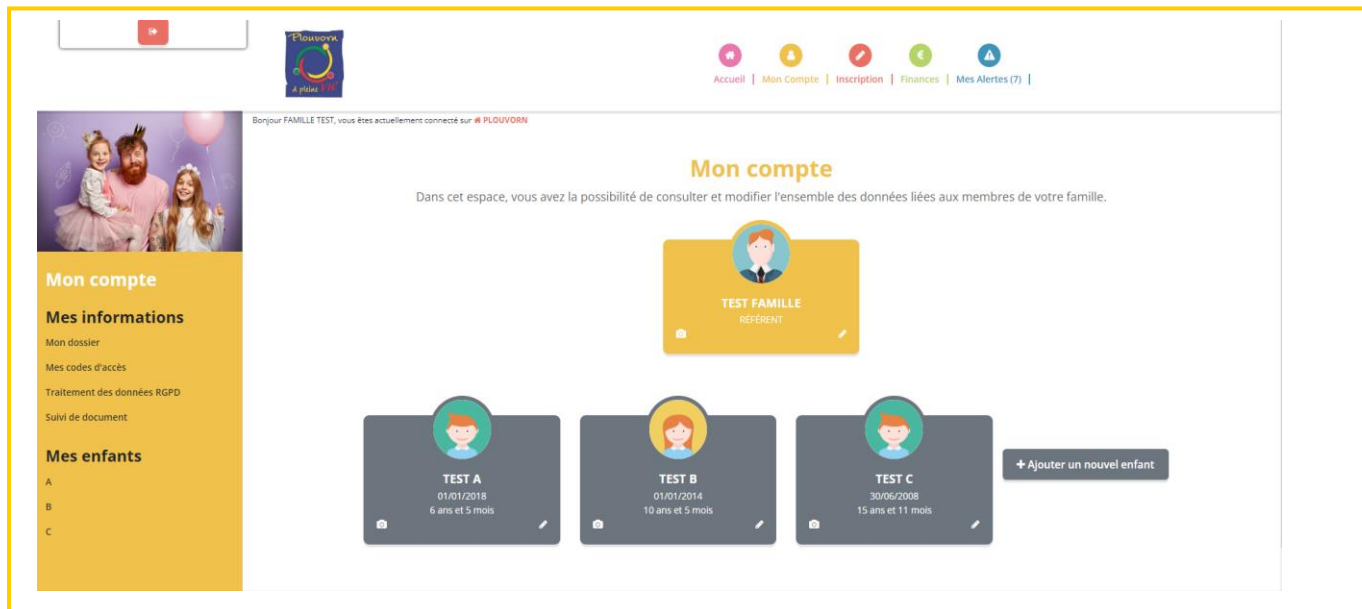 Plouvorn
A pleine Vie
Accueil | Mon Compte | Inscription | Finances | Mes Alertes (7) |
Bonjour FAMILLE TEST, vous êtes actuellement connecté sur PLOUVORN
Mon compte
Dans cet espace, vous avez la possibilité de consulter et modifier l'ensemble des données liées aux membres de votre famille.
TEST FAMILLE
RÉFÉRENT
Mon compte
Mes informations
Mon dossier
Mes codes d'accès
Traitement des données RGPD
Suivi de document
Mes enfants
A
B
C
TEST A
01/01/2018
6 ans et 5 mois
TEST B
01/01/2014
10 ans et 5 mois
TEST C
30/06/2008
15 ans et 11 mois
+ Ajouter un nouvel enfant